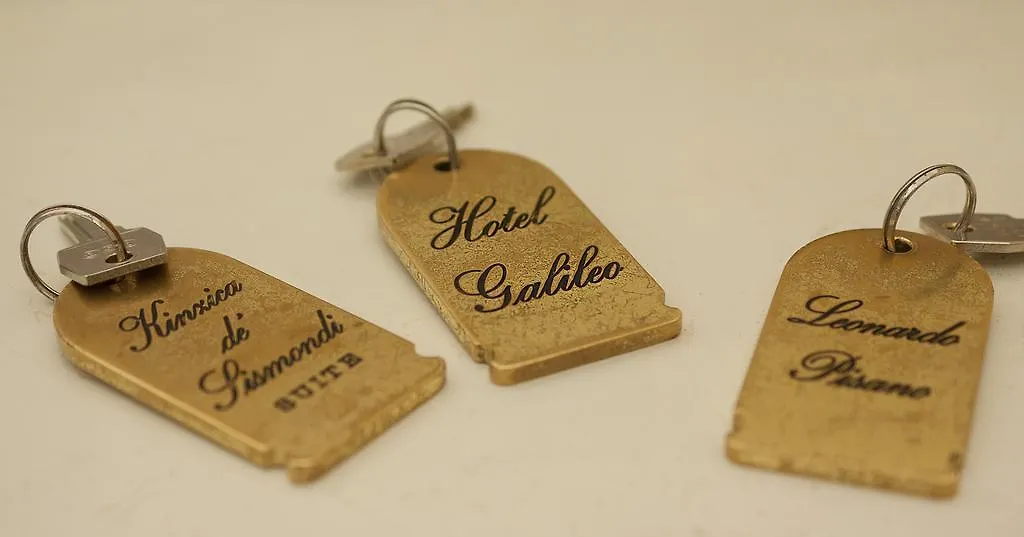 Kinzica
dé
Sismondi
SUITE
Hotel
Galileo
Leonardo
Pisano